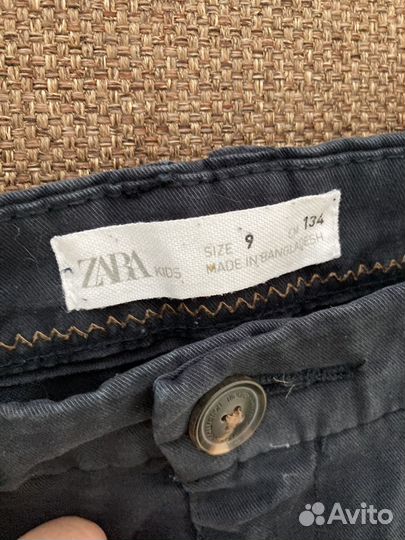 ZARA KIDS
SIZE 9 CM 134
MADE IN BANGLADESH
Avito